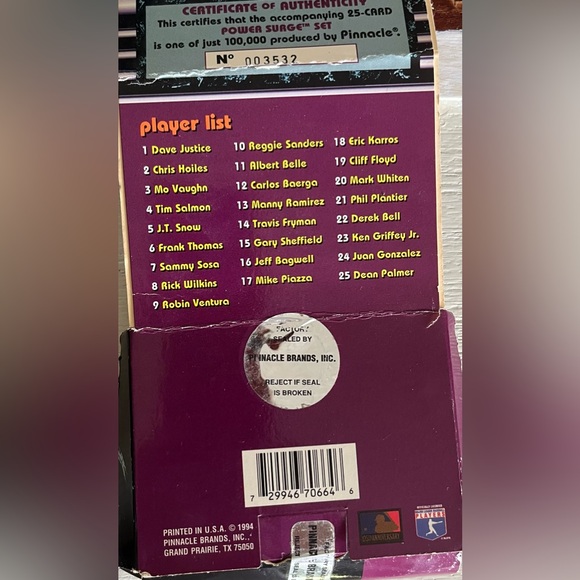 CERTIFICATE OF AUTHENTICITY
This certifies that the accompanying 25-CARD
POWER SURGE™ SET
is one of just 100,000 produced by Pinnacle®.
Nº 003532
player list
1 Dave Justice
2 Chris Hoiles
3 Mo Vaughn
4 Tim Salmon
5 J.T. Snow
6 Frank Thomas
7 Sammy Sosa
8 Rick Wilkins
9 Robin Ventura
10 Reggie Sanders
11 Albert Belle
12 Carlos Baerga
13 Manny Ramirez
14 Travis Fryman
15 Gary Sheffield
16 Jeff Bagwell
17 Mike Piazza
18 Eric Karros
19 Cliff Floyd
20 Mark Whiten
21 Phil Plantier
22 Derek Bell
23 Ken Griffey Jr.
24 Juan Gonzalez
25 Dean Palmer
FACTORY
SEALED BY
PINNACLE BRANDS, INC.
REJECT IF SEAL
IS BROKEN
7 29946 70664 6
PRINTED IN U.S.A. © 1994
PINNACLE BRANDS, INC.,
GRAND PRAIRIE, TX 75050
PLAYERS